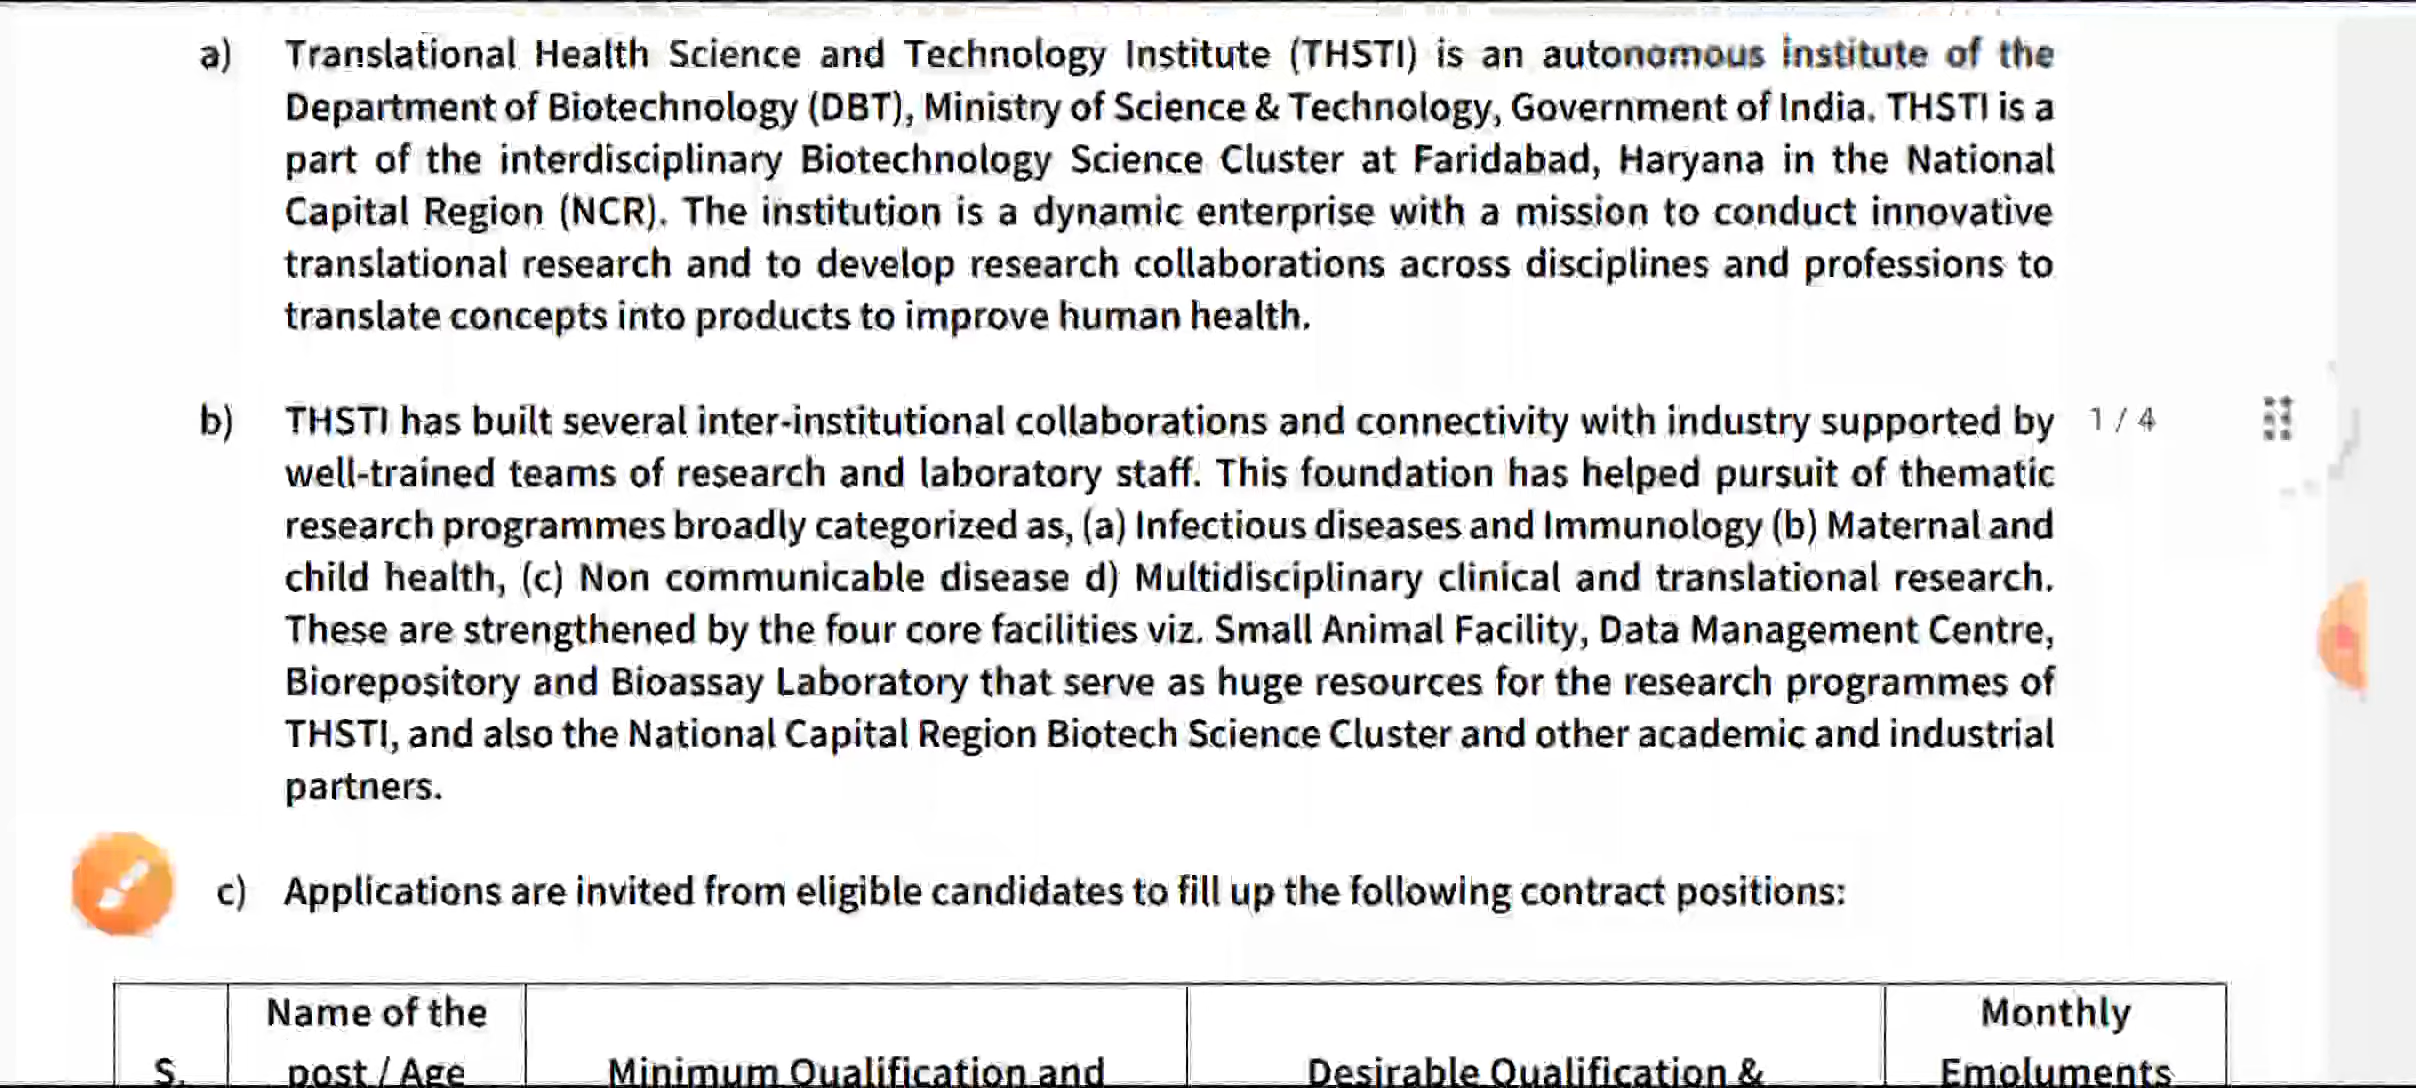 a) Translational Health Science and Technology Institute (THSTI) is an autonomous institute of the
Department of Biotechnology (DBT), Ministry of Science & Technology, Government of India. THSTI is a
part of the interdisciplinary Biotechnology Science Cluster at Faridabad, Haryana in the National
Capital Region (NCR). The institution is a dynamic enterprise with a mission to conduct innovative
translational research and to develop research collaborations across disciplines and professions to
translate concepts into products to improve human health.
b) THSTI has built several inter-institutional collaborations and connectivity with industry supported by
1 / 4
well-trained teams of research and laboratory staff. This foundation has helped pursuit of thematic
research programmes broadly categorized as, (a) Infectious diseases and Immunology (b) Maternal and
child health, (c) Non communicable disease d) Multidisciplinary clinical and translational research.
These are strengthened by the four core facilities viz. Small Animal Facility, Data Management Centre,
Biorepository and Bioassay Laboratory that serve as huge resources for the research programmes of
THSTI, and also the National Capital Region Biotech Science Cluster and other academic and industrial
partners.
c) Applications are invited from eligible candidates to fill up the following contract positions:
S.
Name of the
post / Age
Minimum Qualification and
Desirable Qualification &
Monthly
Emoluments